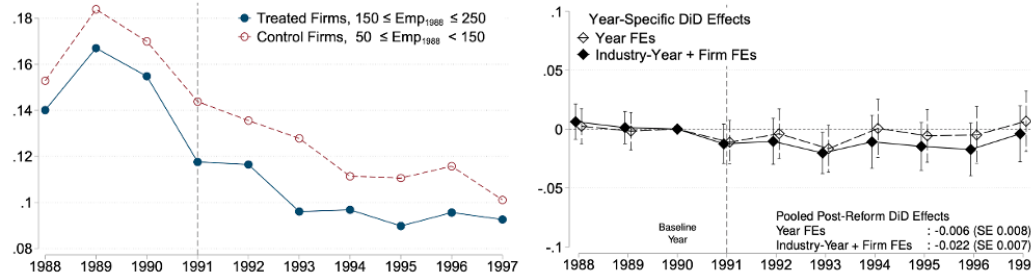 Treated Firms, 150 ≤ Emp1988 ≤ 250
Control Firms, 50 ≤ Emp1988 < 150
.18
.16
.14
.12
.1
.08
1988 1989 1990 1991 1992 1993 1994 1995 1996 1997
Year-Specific DiD Effects
Year FEs
Industry-Year + Firm FEs
.1
.05
0
-.05
-.1
Baseline
Year
Pooled Post-Reform DiD Effects
Year FEs : -0.006 (SE 0.008)
Industry-Year + Firm FEs : -0.022 (SE 0.007)
1988 1989 1990 1991 1992 1993 1994 1995 1996 199